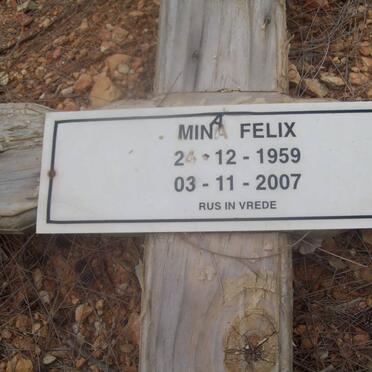 MINA FELIX
24 - 12 - 1959
03 - 11 - 2007
RUS IN VREDE